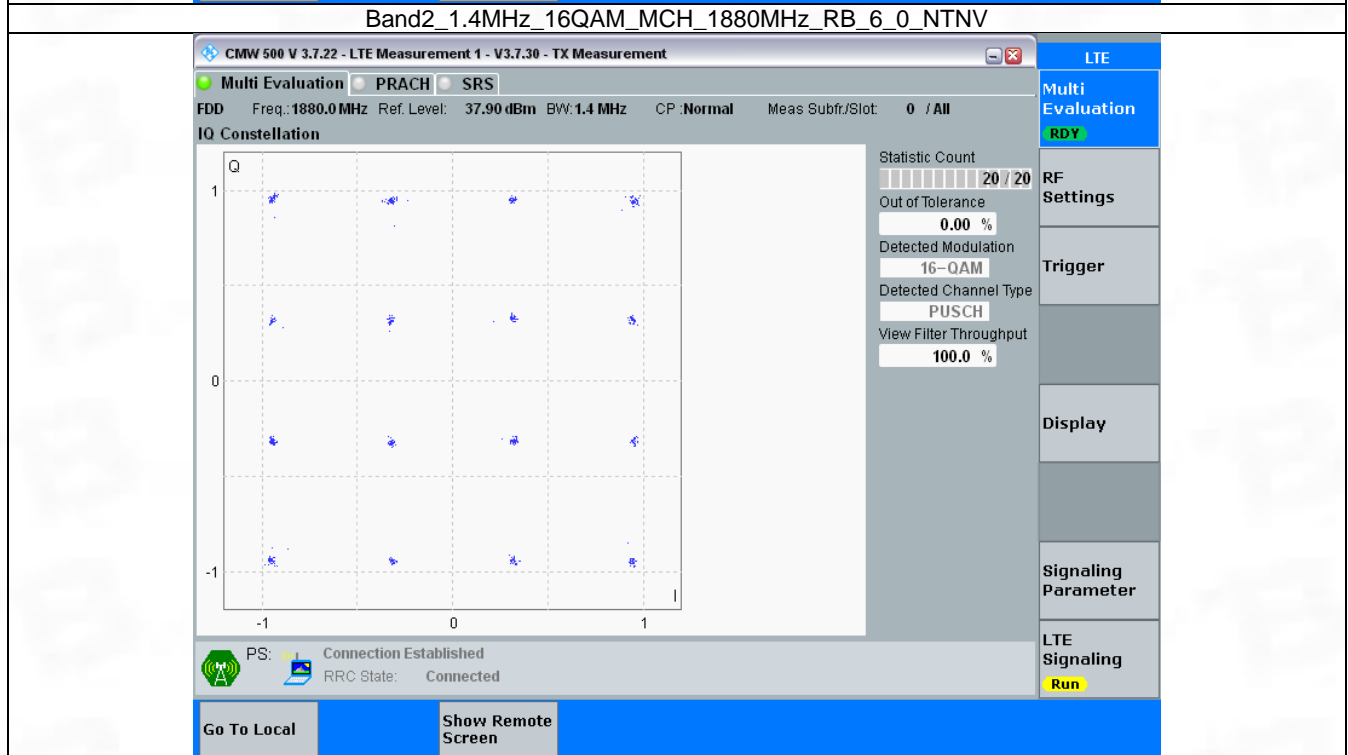 Band2_1.4MHz_16QAM_MCH_1880MHz_RB_6_0_NTNV
CMW 500 V 3.7.22 - LTE Measurement 1 - V3.7.30 - TX Measurement
LTE
Multi Evaluation PRACH SRS
FDD Freq.:1880.0 MHz Ref. Level: 37.90 dBm BW:1.4 MHz CP :Normal Meas Subfr./Slot: 0 / All
IQ Constellation
Q
1
0
-1
I
-1 0 1
Statistic Count
20 / 20
Out of Tolerance
0.00 %
Detected Modulation
16-QAM
Detected Channel Type
PUSCH
View Filter Throughput
100.0 %
Multi
Evaluation
RDY
RF
Settings
Trigger
Display
Signaling
Parameter
LTE
Signaling
Run
PS: Connection Established
RRC State: Connected
Go To Local
Show Remote
Screen